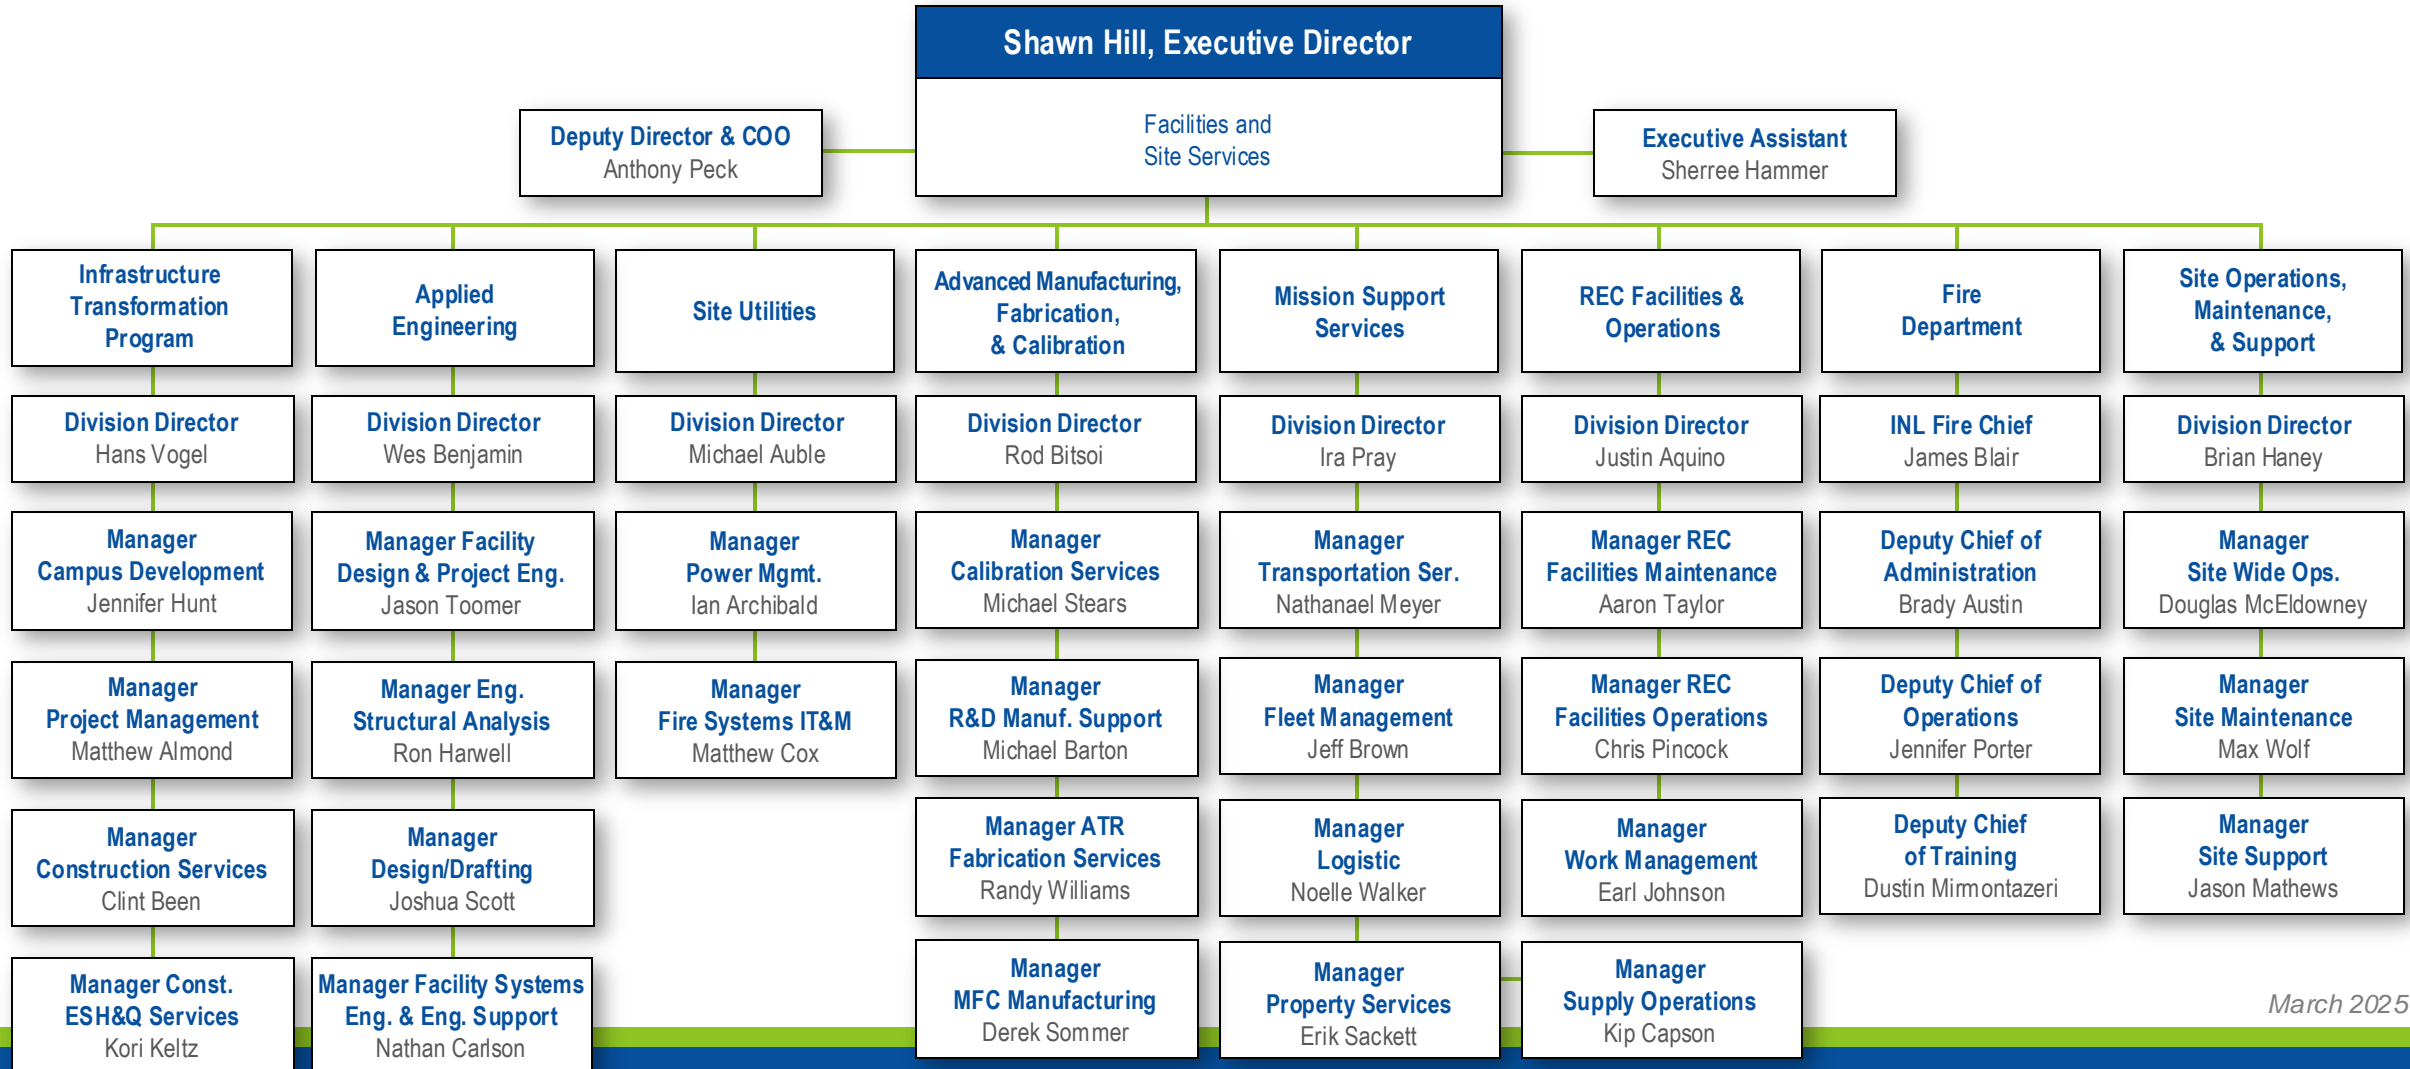 Shawn Hill, Executive Director
Facilities and
Site Services
Deputy Director & COO
Anthony Peck
Executive Assistant
Sherree Hammer
Infrastructure
Transformation
Program
Division Director
Hans Vogel
Manager
Campus Development
Jennifer Hunt
Manager
Project Management
Matthew Almond
Manager
Construction Services
Clint Been
Manager Const.
ESH&Q Services
Kori Keltz
Applied
Engineering
Division Director
Wes Benjamin
Manager Facility
Design & Project Eng.
Jason Toomer
Manager Eng.
Structural Analysis
Ron Harwell
Manager
Design/Drafting
Joshua Scott
Manager Facility Systems
Eng. & Eng. Support
Nathan Carlson
Site Utilities
Division Director
Michael Auble
Manager
Power Mgmt.
Ian Archibald
Manager
Fire Systems IT&M
Matthew Cox
Advanced Manufacturing,
Fabrication,
& Calibration
Division Director
Rod Bitsoi
Manager
Calibration Services
Michael Stears
Manager
R&D Manuf. Support
Michael Barton
Manager ATR
Fabrication Services
Randy Williams
Manager
MFC Manufacturing
Derek Sommer
Mission Support
Services
Division Director
Ira Pray
Manager
Transportation Ser.
Nathanael Meyer
Manager
Fleet Management
Jeff Brown
Manager
Logistic
Noelle Walker
Manager
Property Services
Erik Sackett
Manager
Supply Operations
Kip Capson
REC Facilities &
Operations
Division Director
Justin Aquino
Manager REC
Facilities Maintenance
Aaron Taylor
Manager REC
Facilities Operations
Chris Pincock
Manager
Work Management
Earl Johnson
Fire
Department
INL Fire Chief
James Blair
Deputy Chief of
Administration
Brady Austin
Deputy Chief of
Operations
Jennifer Porter
Deputy Chief
of Training
Dustin Mirmontazeri
Site Operations,
Maintenance,
& Support
Division Director
Brian Haney
Manager
Site Wide Ops.
Douglas McEldowney
Manager
Site Maintenance
Max Wolf
Manager
Site Support
Jason Mathews
March 2025